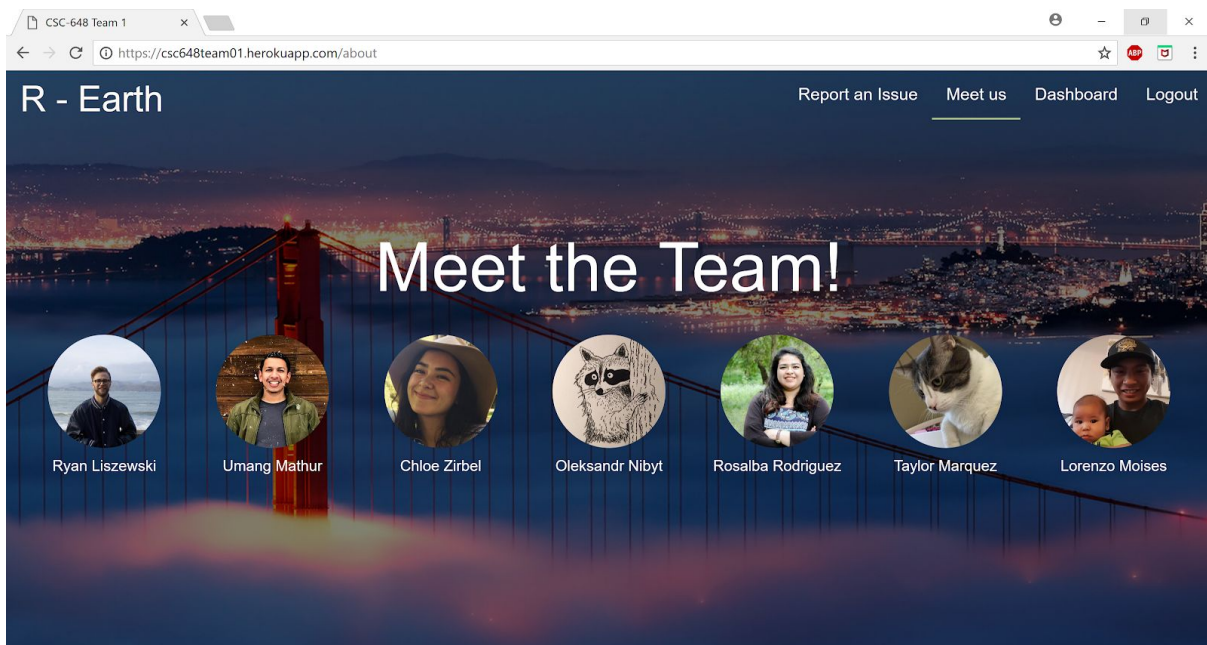 CSC-648 Team 1
https://csc648team01.herokuapp.com/about
ABP
R - Earth
Report an Issue Meet us Dashboard Logout
Meet the Team!
Ryan Liszewski Umang Mathur Chloe Zirbel Oleksandr Nibyt Rosalba Rodriguez Taylor Marquez Lorenzo Moises